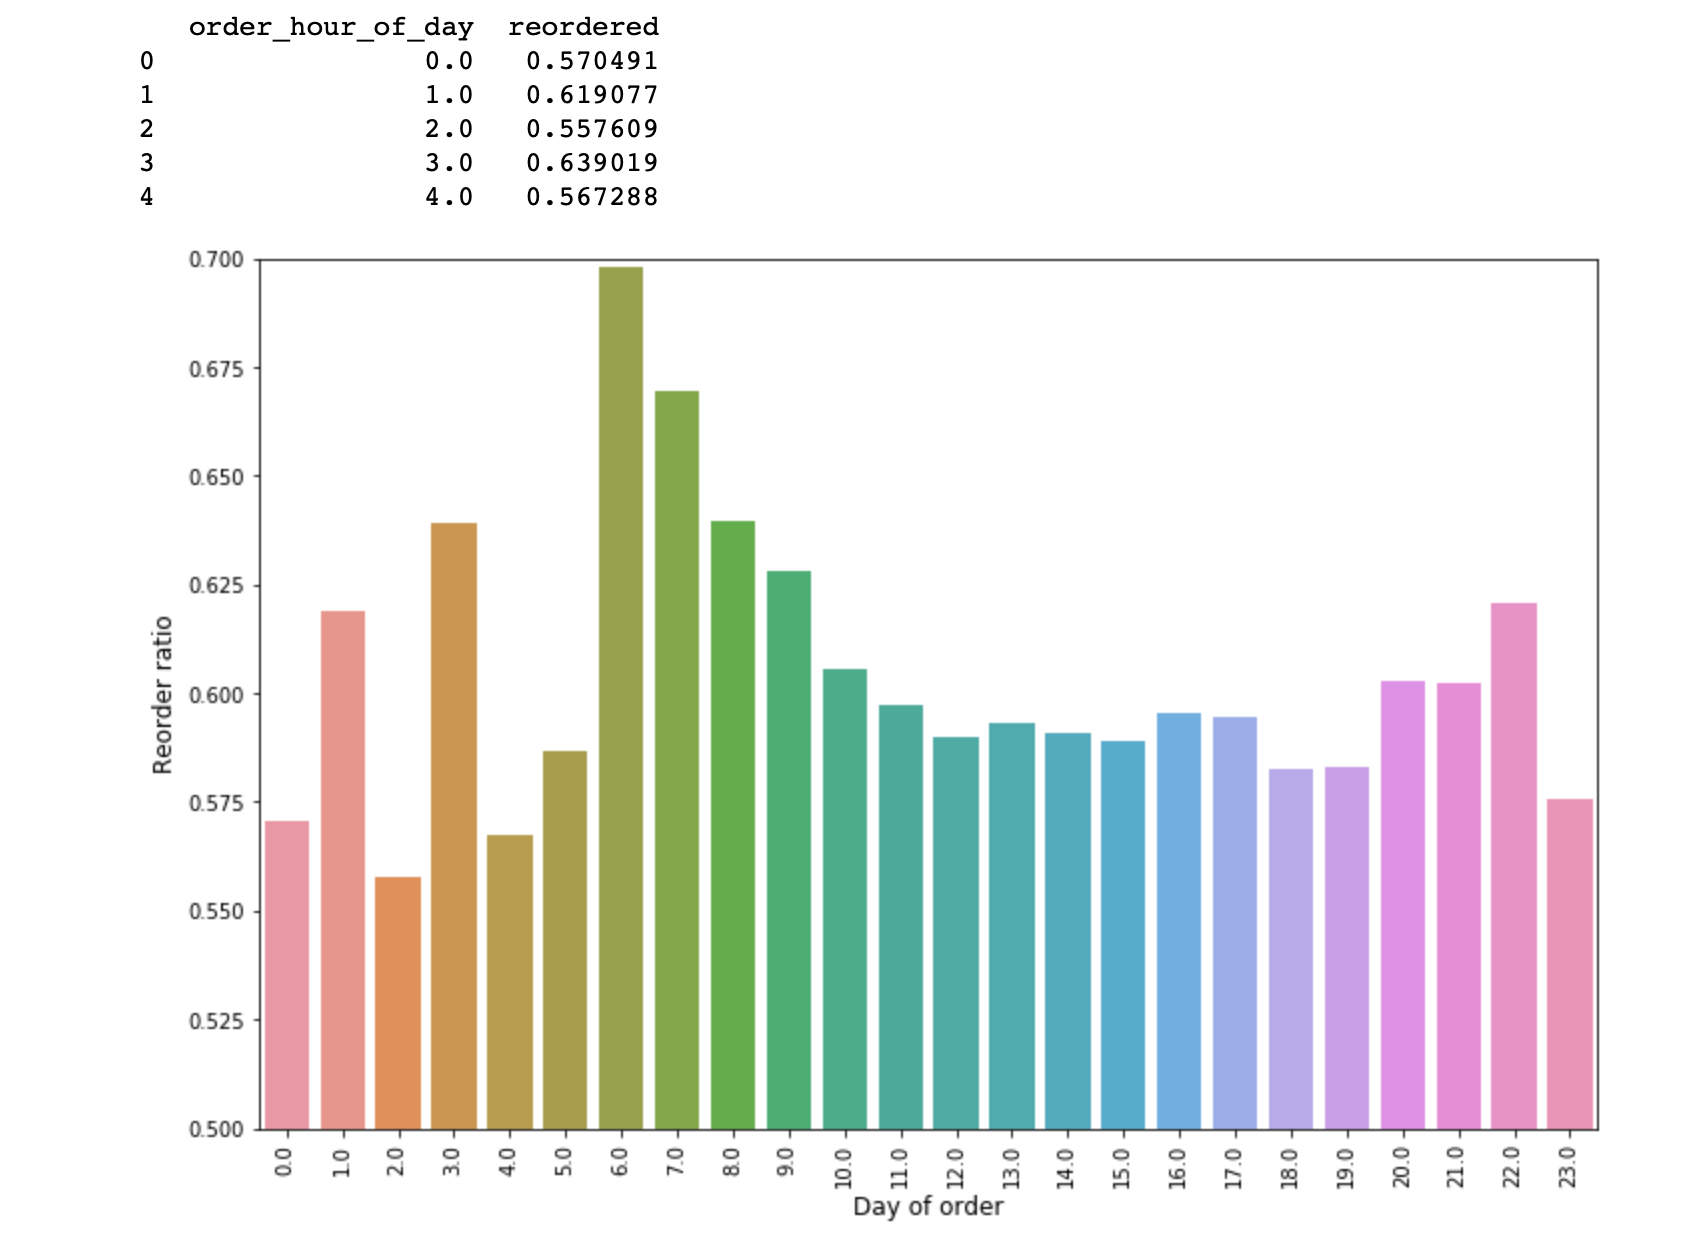 order_hour_of_day reordered
0 0.0 0.570491
1 1.0 0.619077
2 2.0 0.557609
3 3.0 0.639019
4 4.0 0.567288
0.700
0.675
0.650
0.625
0.600
0.575
0.550
0.525
0.500
Reorder ratio
0.0 1.0 2.0 3.0 4.0 5.0 6.0 7.0 8.0 9.0 10.0 11.0 12.0 13.0 14.0 15.0 16.0 17.0 18.0 19.0 20.0 21.0 22.0 23.0
Day of order